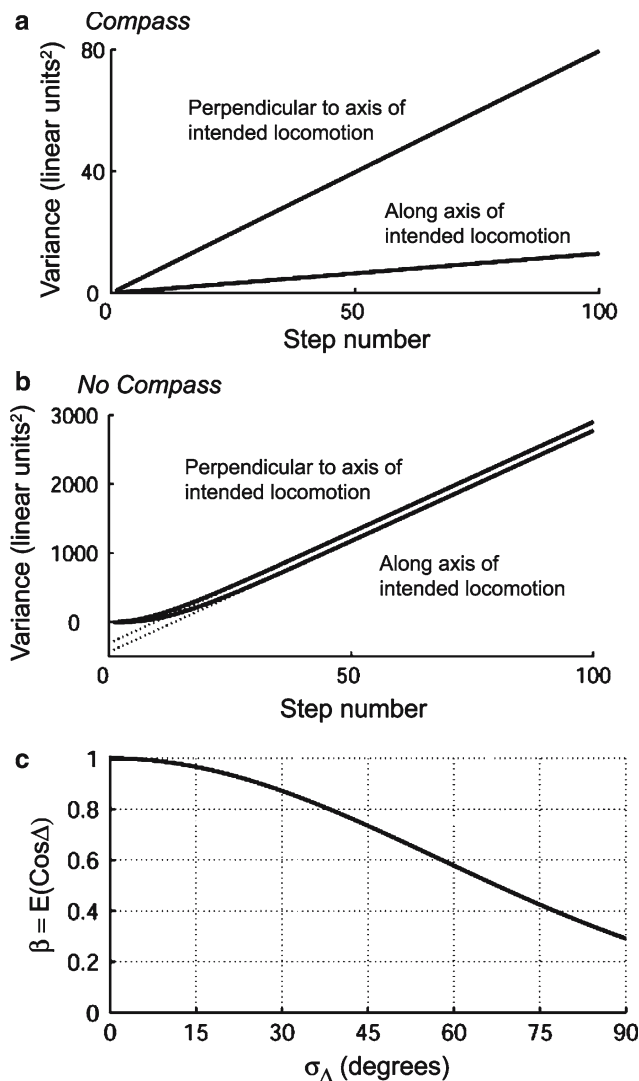 a Compass
Variance (linear units²)
80
40
0
Perpendicular to axis of
intended locomotion
Along axis of
intended locomotion
0 50 100
Step number
b No Compass
Variance (linear units²)
3000
2000
1000
0
Perpendicular to axis of
intended locomotion
Along axis of
intended locomotion
0 50 100
Step number
c
β = E(CosΔ)
1
0.8
0.6
0.4
0.2
0
0 15 30 45 60 75 90
σΔ (degrees)